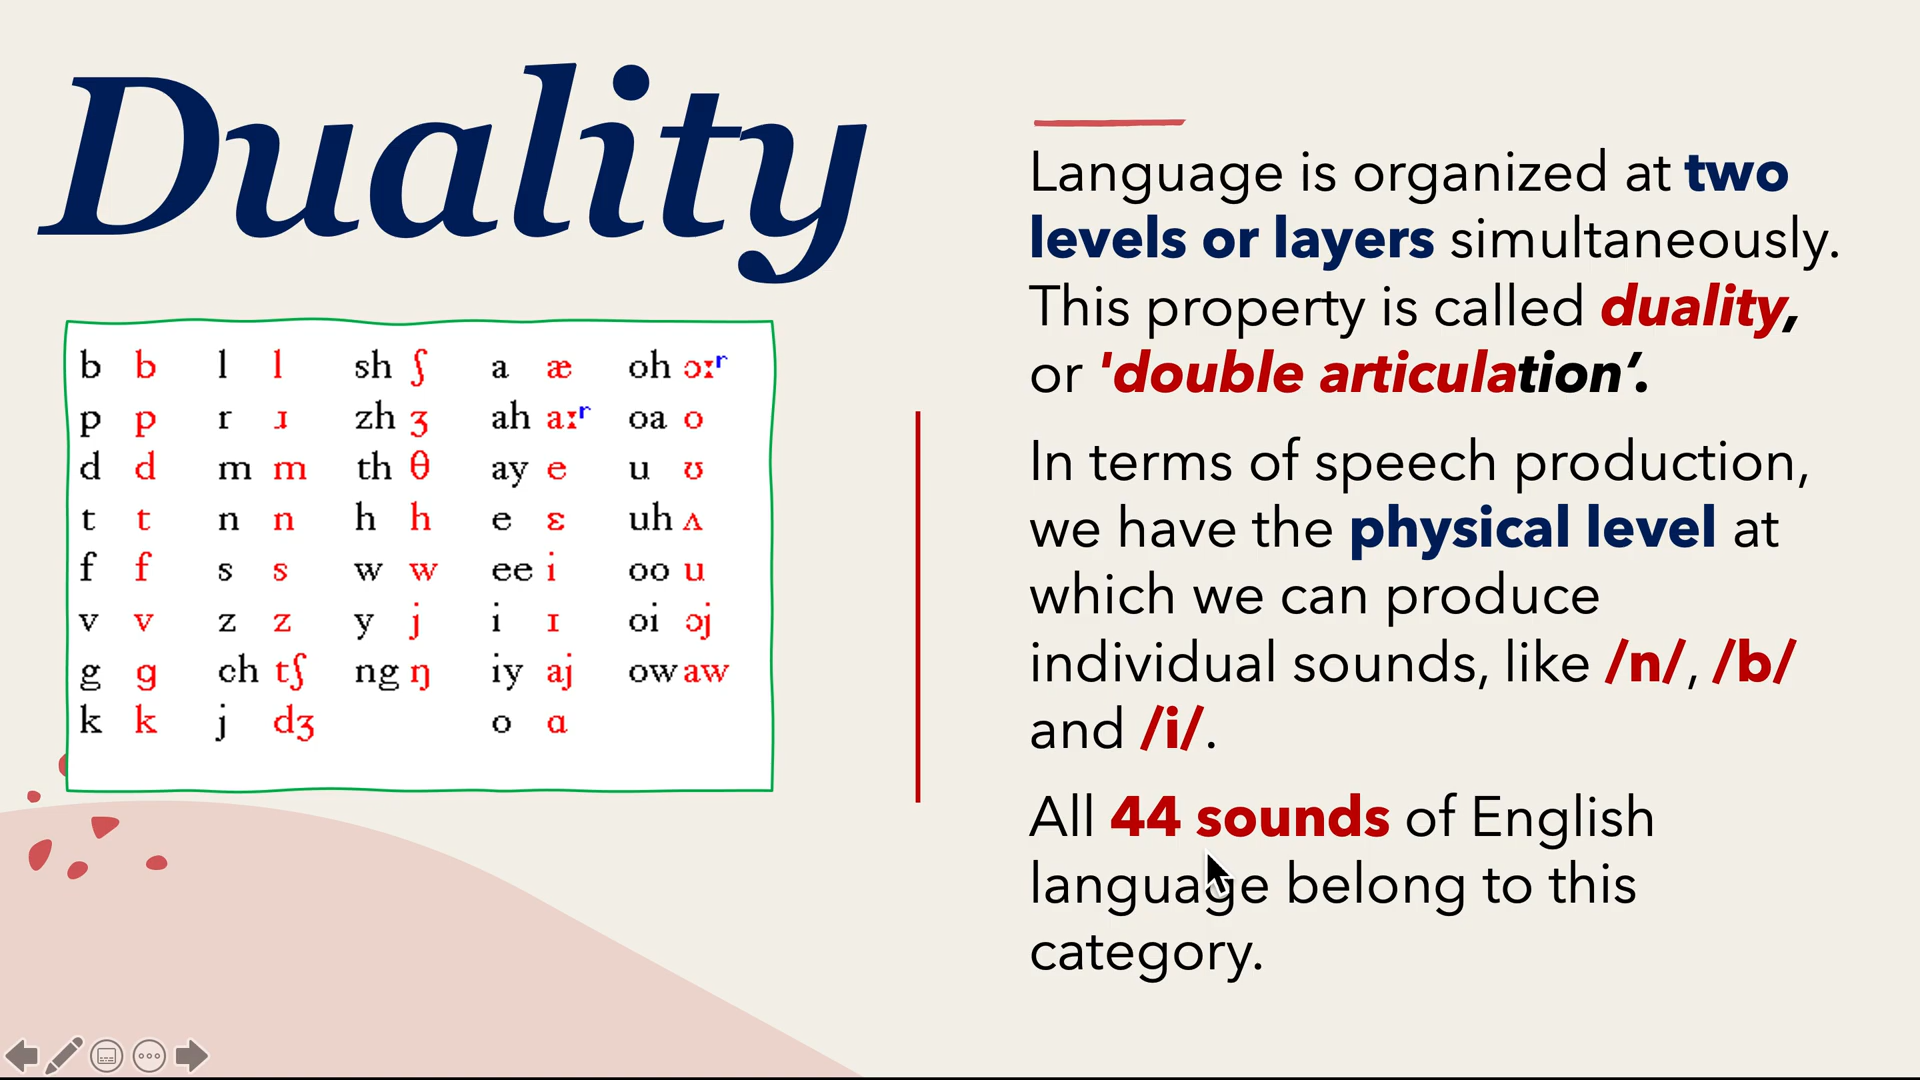 Duality
b b l l sh ʃ a æ oh ɔːʳ
p p r ɹ zh ʒ ah aːʳ oa o
d d m m th θ ay e u ʊ
t t n n h h e ɛ uh ʌ
f f s s w w ee i oo u
v v z z y j i ɪ oi ɔj
g g ch tʃ ng ŋ iy aj ow aw
k k j dʒ o ɑ
Language is organized at two
levels or layers simultaneously.
This property is called duality,
or 'double articulation’.
In terms of speech production,
we have the physical level at
which we can produce
individual sounds, like /n/, /b/
and /i/.
All 44 sounds of English
language belong to this
category.